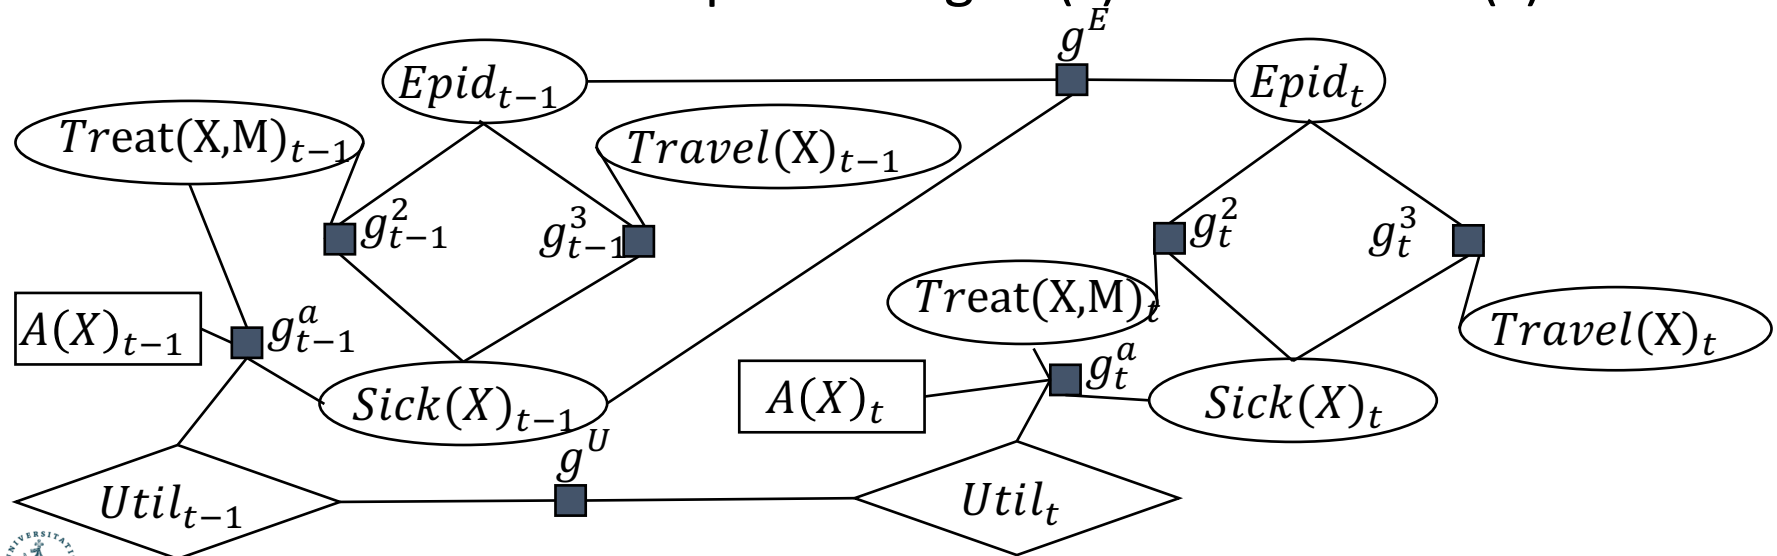 g^E
Epid_{t−1}
Epid_t
Treat(X,M)_{t−1}
Travel(X)_{t−1}
g^2_{t−1}
g^3_{t−1}
g^2_t
g^3_t
Treat(X,M)_t
A(X)_{t−1}
g^a_{t−1}
Travel(X)_t
g^a_t
Sick(X)_{t−1}
A(X)_t
Sick(X)_t
g^U
Util_{t−1}
Util_t